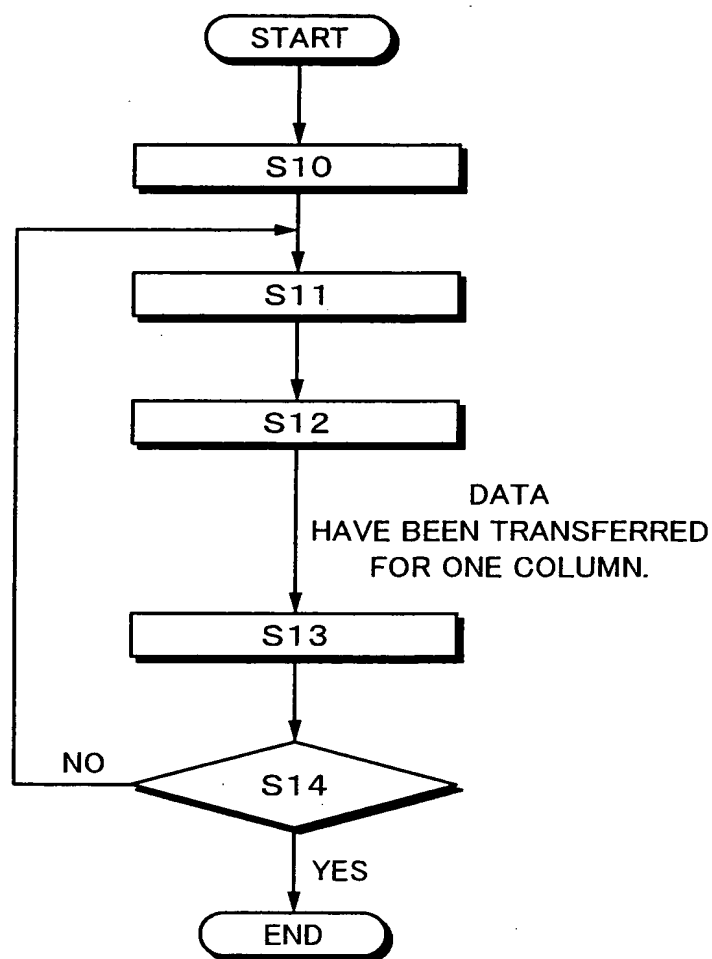 START
S10
S11
S12
DATA
HAVE BEEN TRANSFERRED
FOR ONE COLUMN.
S13
NO
S14
YES
END